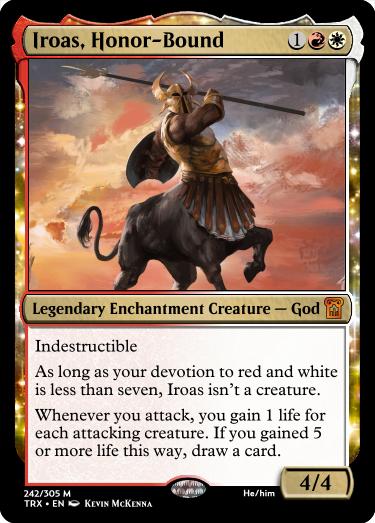 Iroas, Honor-Bound 1
Legendary Enchantment Creature — God
Indestructible
As long as your devotion to red and white
is less than seven, Iroas isn't a creature.
Whenever you attack, you gain 1 life for
each attacking creature. If you gained 5
or more life this way, draw a card.
4/4
242/305 M
He/him
TRX • EN Kevin McKenna